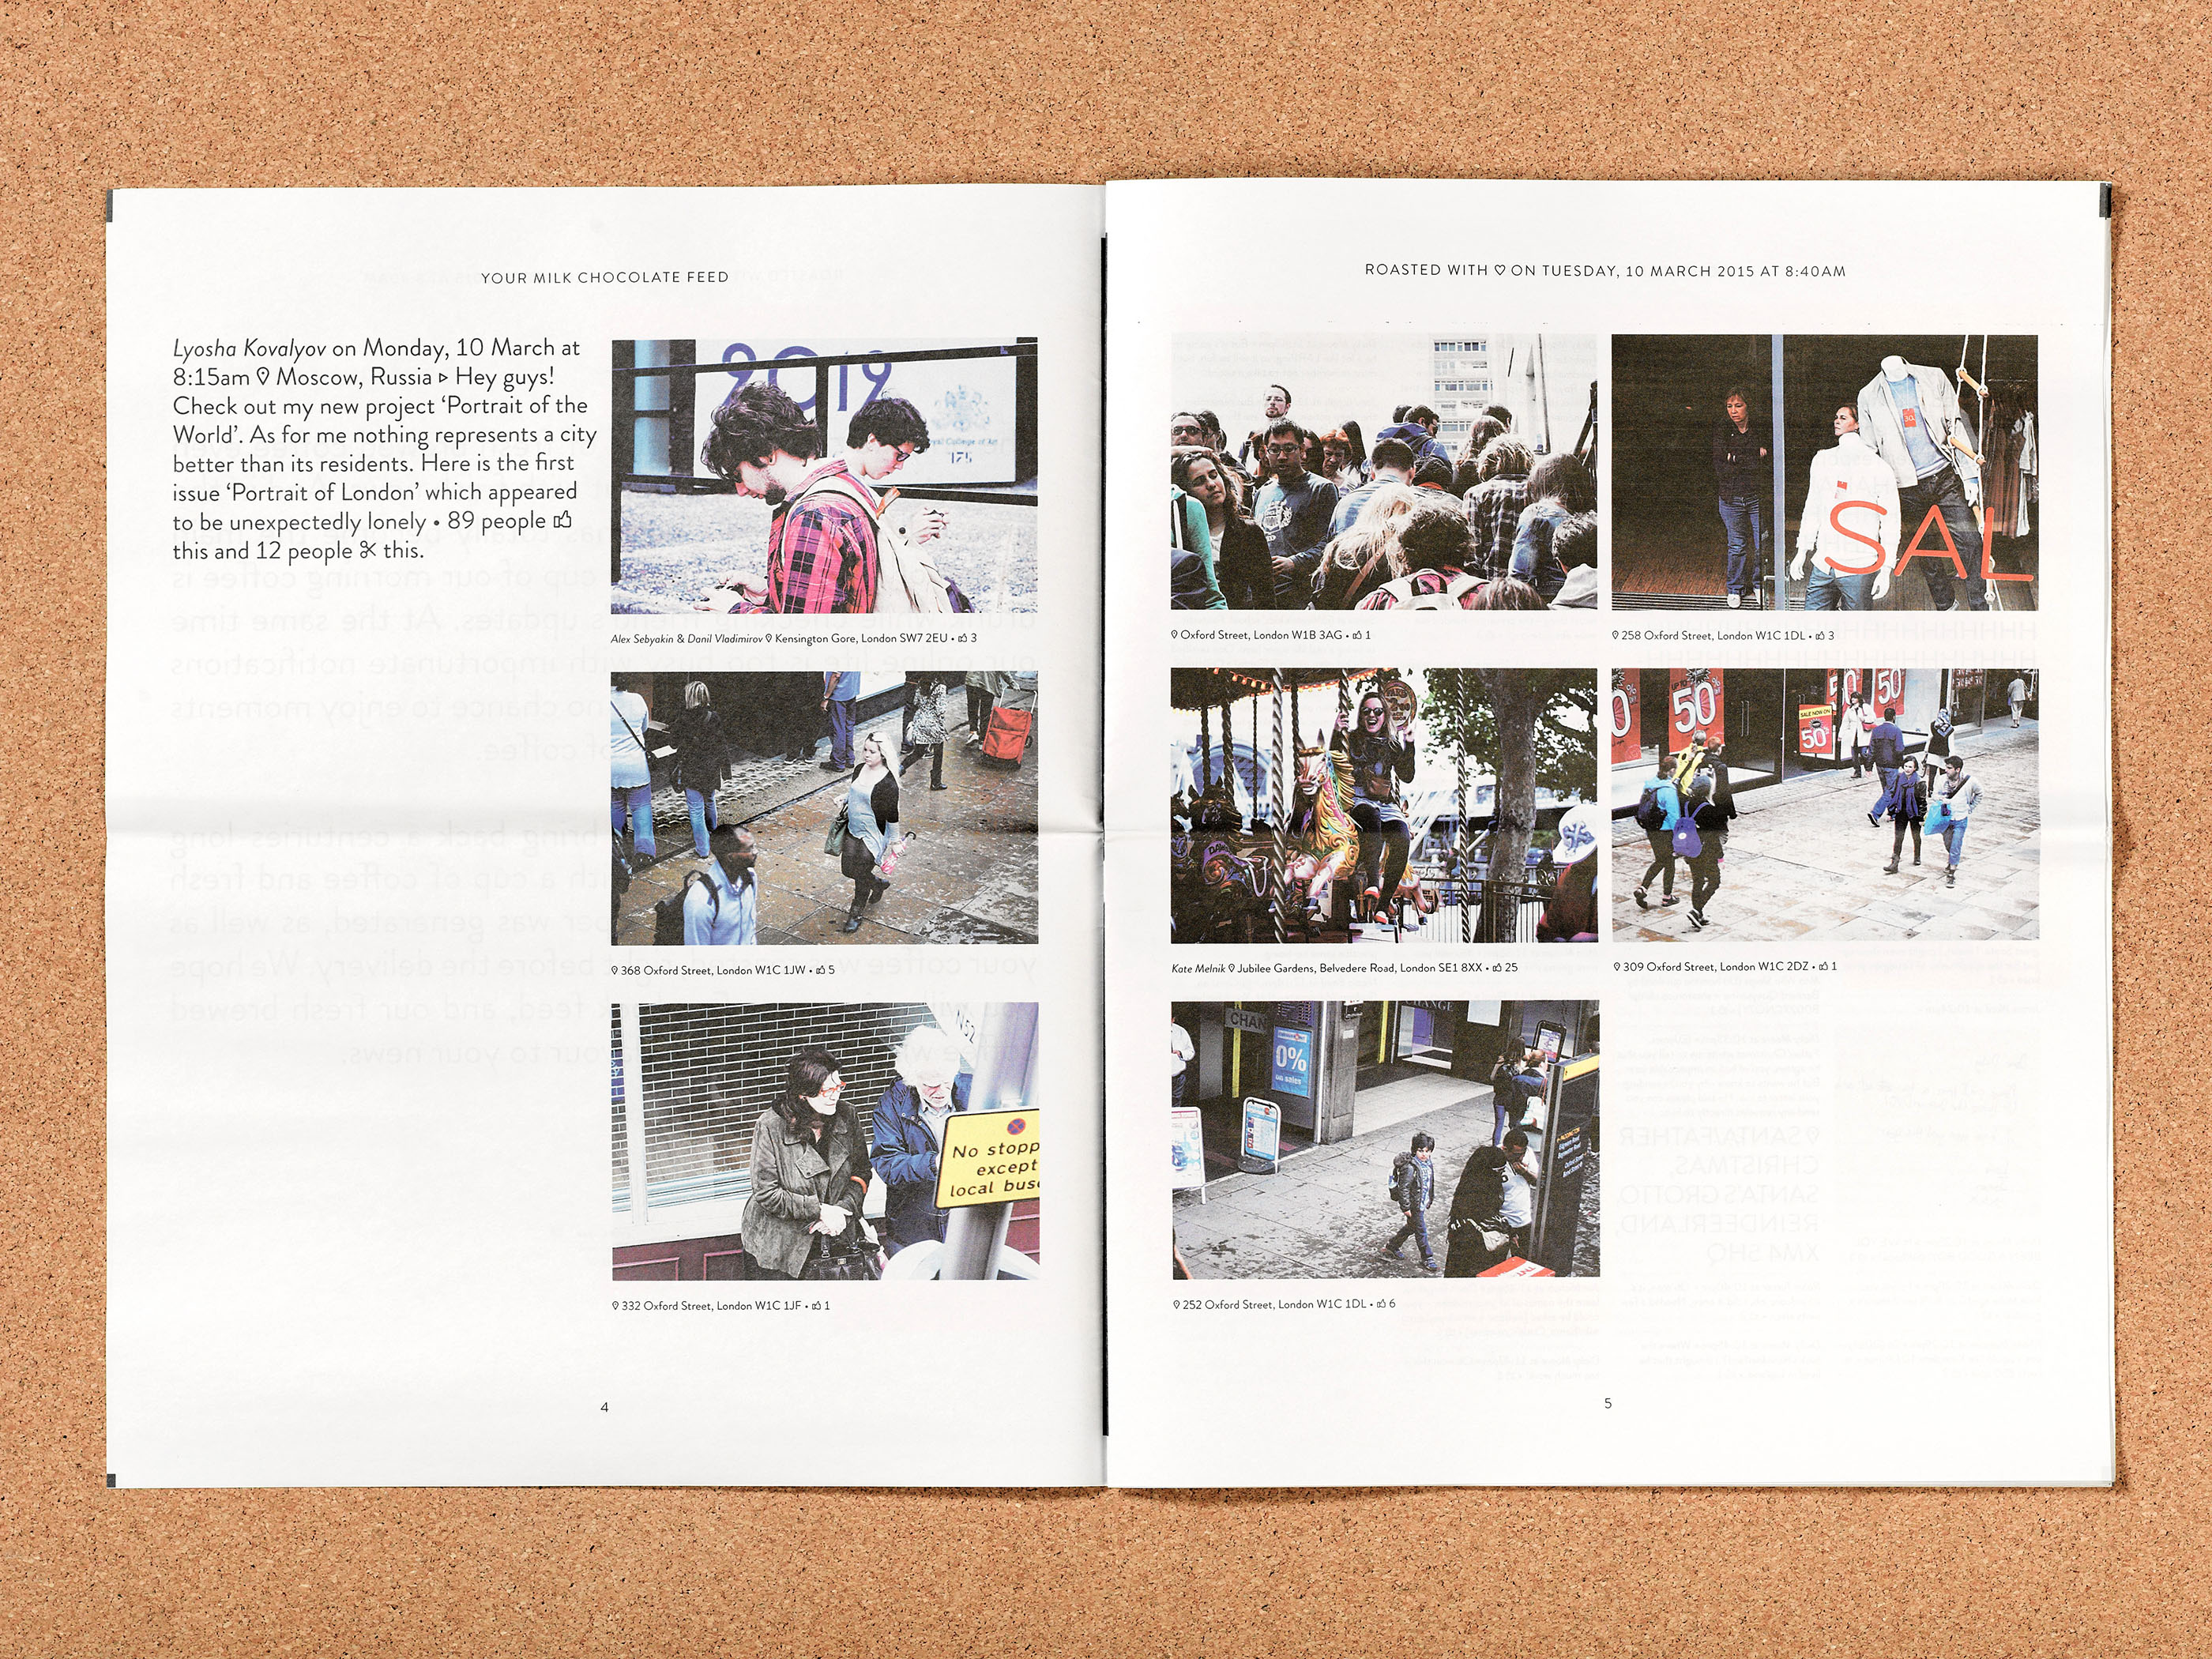 YOUR MILK CHOCOLATE FEED
Lyosha Kovalyov on Monday, 10 March at
8:15am Moscow, Russia ▹ Hey guys!
Check out my new project ‘Portrait of the
World’. As for me nothing represents a city
better than its residents. Here is the first
issue ‘Portrait of London’ which appeared
to be unexpectedly lonely • 89 people
this and 12 people this.
175
Alex Sebyakin & Danil Vladimirov Kensington Gore, London SW7 2EU • 3
368 Oxford Street, London W1C 1JW • 5
N52
No stopp
except
local buse
332 Oxford Street, London W1C 1JF • 1
4
ROASTED WITH ♡ ON TUESDAY, 10 MARCH 2015 AT 8:40AM
SAL
Oxford Street, London W1B 3AG • 1
258 Oxford Street, London W1C 1DL • 3
50%
50
50
SALE NOW ON
50%
Kate Melnik Jubilee Gardens, Belvedere Road, London SE1 8XX • 25
309 Oxford Street, London W1C 2DZ • 1
CHAN
CHANGE
0%
on sales
252 Oxford Street, London W1C 1DL • 6
5